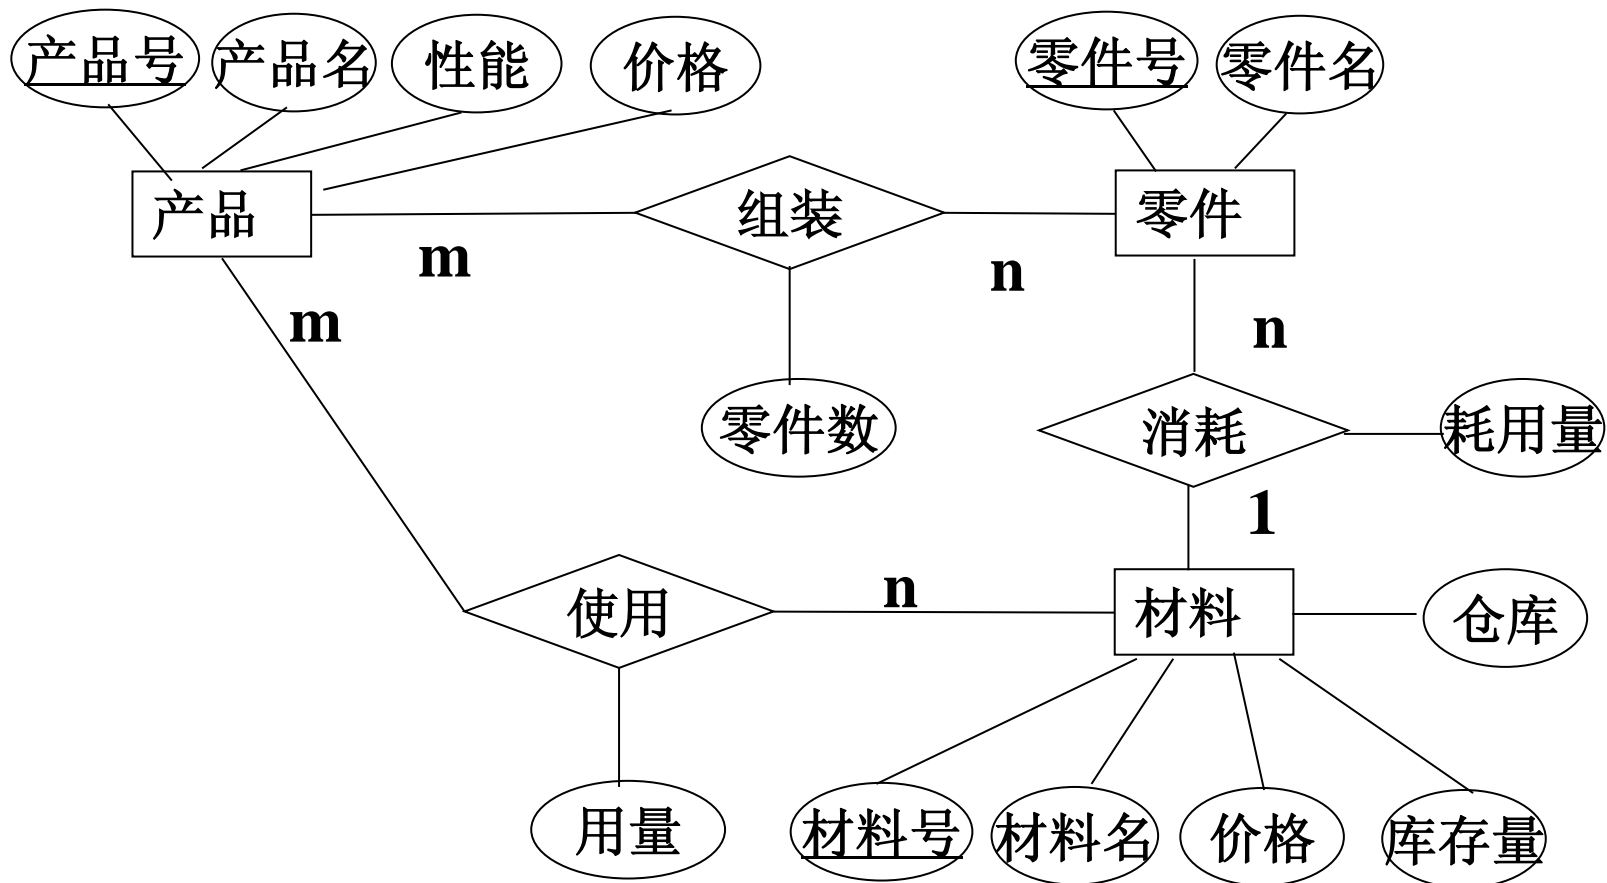 产品号
产品名
性能
价格
零件号
零件名
产品
组装
零件
m
n
m
n
零件数
消耗
耗用量
1
使用
n
材料
仓库
用量
材料号
材料名
价格
库存量